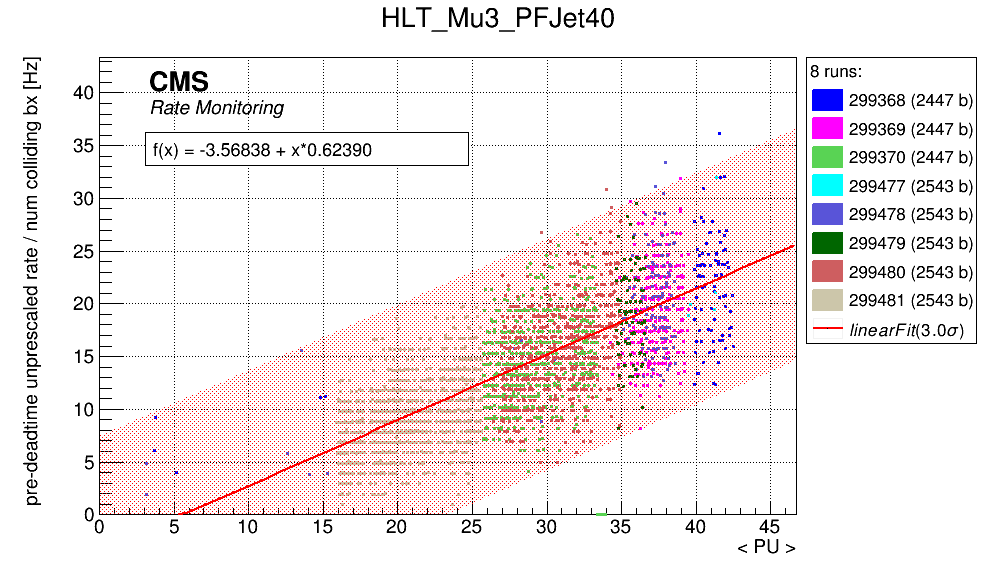 HLT_Mu3_PFJet40
pre-deadtime unprescaled rate / num colliding bx [Hz]
CMS
Rate Monitoring
f(x) = -3.56838 + x*0.62390
40
35
30
25
20
15
10
5
0
0 5 10 15 20 25 30 35 40 45
< PU >
8 runs:
299368 (2447 b)
299369 (2447 b)
299370 (2447 b)
299477 (2543 b)
299478 (2543 b)
299479 (2543 b)
299480 (2543 b)
299481 (2543 b)
linearFit(3.0σ)